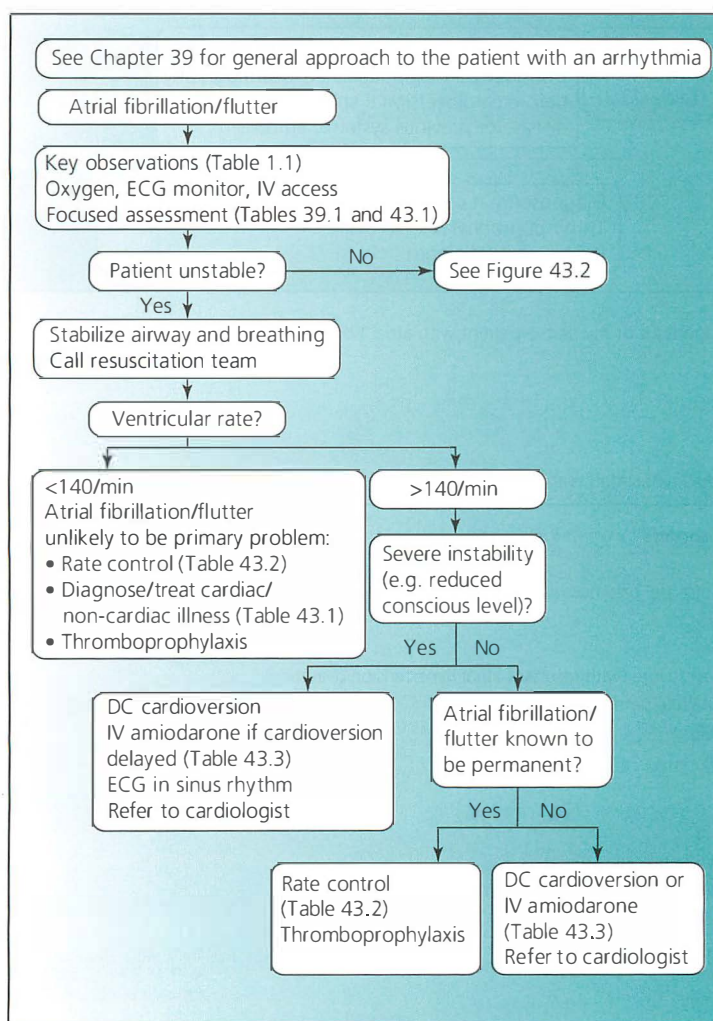 See Chapter 39 for general approach to the patient with an arrhythmia
Atrial fibrillation/flutter
Key observations (Table 1.1)
Oxygen, ECG monitor, IV access
Focused assessment (Tables 39.1 and 43.1)
Patient unstable?
No
See Figure 43.2
Yes
Stabilize airway and breathing
Call resuscitation team
Ventricular rate?
<140/min
Atrial fibrillation/flutter
unlikely to be primary problem:
• Rate control (Table 43.2)
• Diagnose/treat cardiac/
non-cardiac illness (Table 43.1)
• Thromboprophylaxis
>140/min
Severe instability
(e.g. reduced
conscious level)?
Yes
No
DC cardioversion
IV amiodarone if cardioversion
delayed (Table 43.3)
ECG in sinus rhythm
Refer to cardiologist
Atrial fibrillation/
flutter known to
be permanent?
Yes
No
Rate control
(Table 43.2)
Thromboprophylaxis
DC cardioversion or
IV amiodarone
(Table 43.3)
Refer to cardiologist